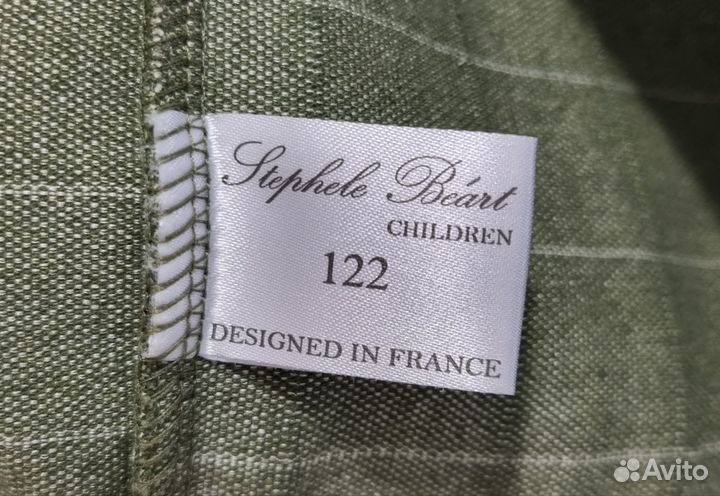 Stephele Béart
CHILDREN
122
DESIGNED IN FRANCE
Avito